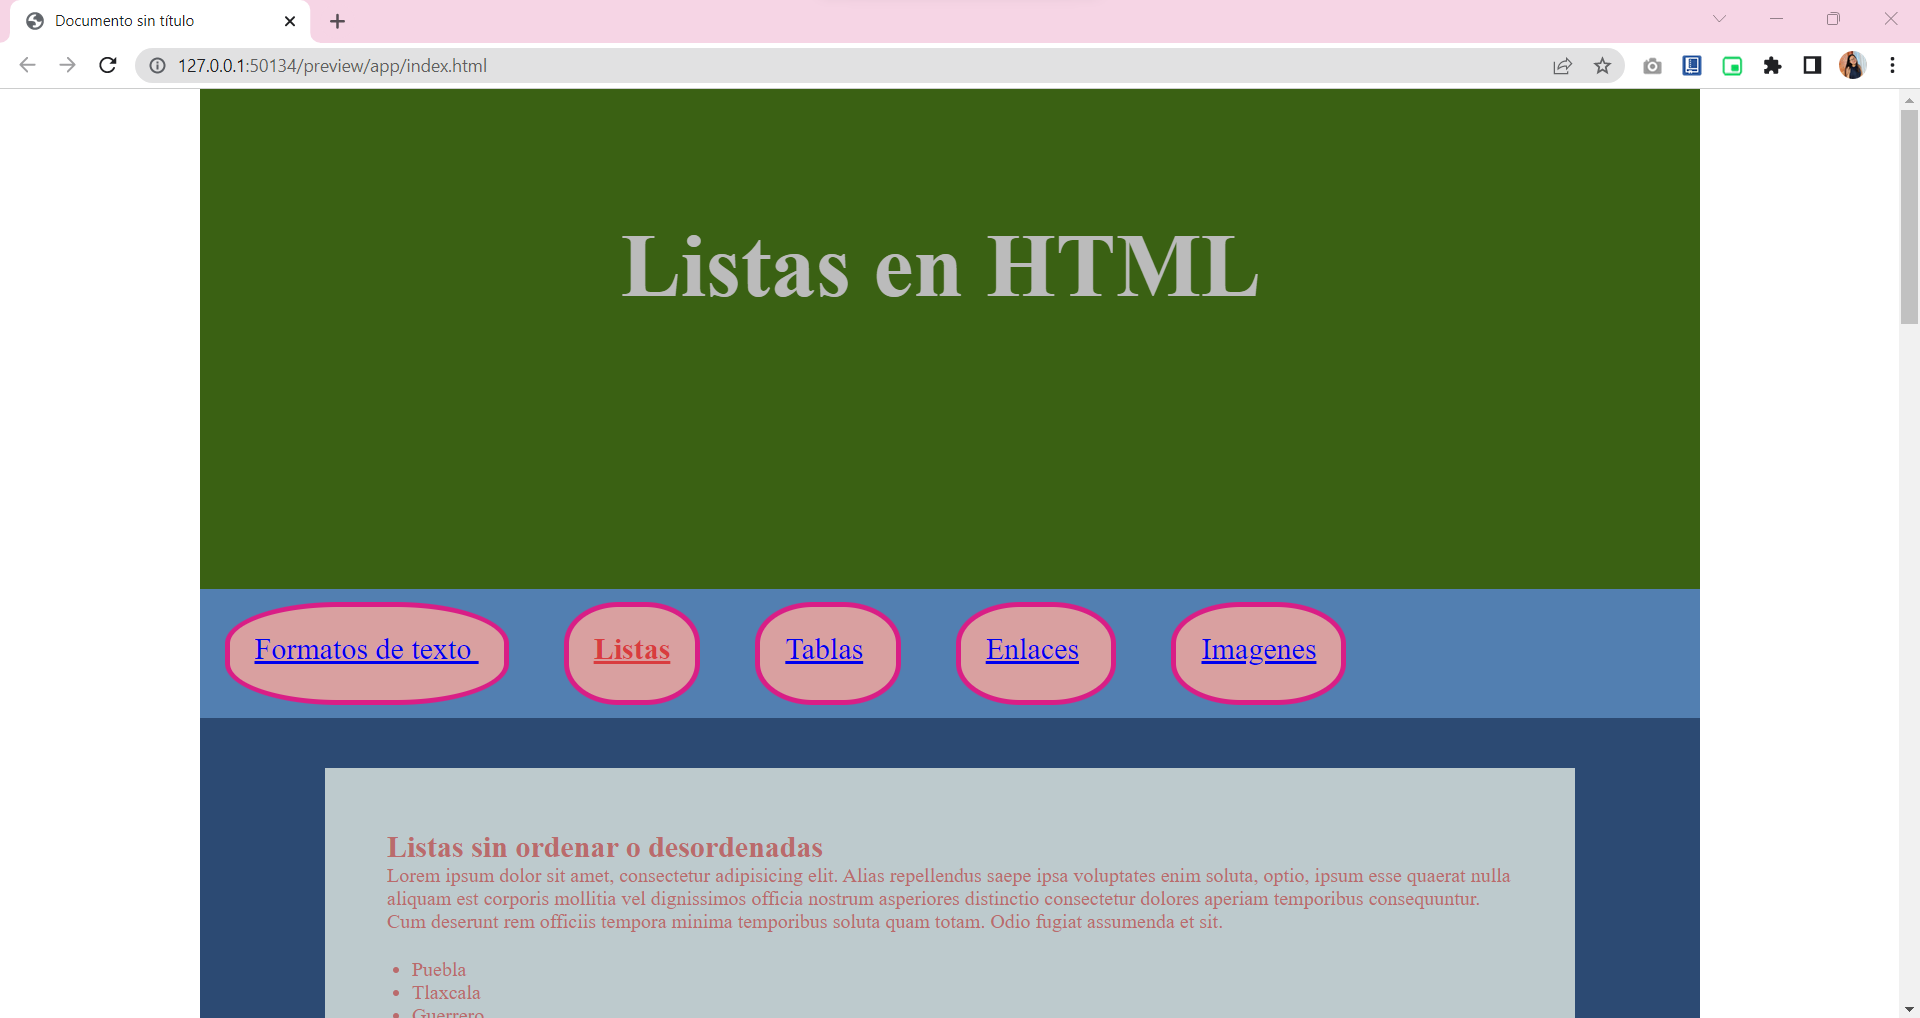 Documento sin título
127.0.0.1:50134/preview/app/index.html
Listas en HTML
Formatos de texto Listas Tablas Enlaces Imagenes
Listas sin ordenar o desordenadas
Lorem ipsum dolor sit amet, consectetur adipisicing elit. Alias repellendus saepe ipsa voluptates enim soluta, optio, ipsum esse quaerat nulla
aliquam est corporis mollitia vel dignissimos officia nostrum asperiores distinctio consectetur dolores aperiam temporibus consequuntur.
Cum deserunt rem officiis tempora minima temporibus soluta quam totam. Odio fugiat assumenda et sit.
• Puebla
• Tlaxcala
• Guerrero